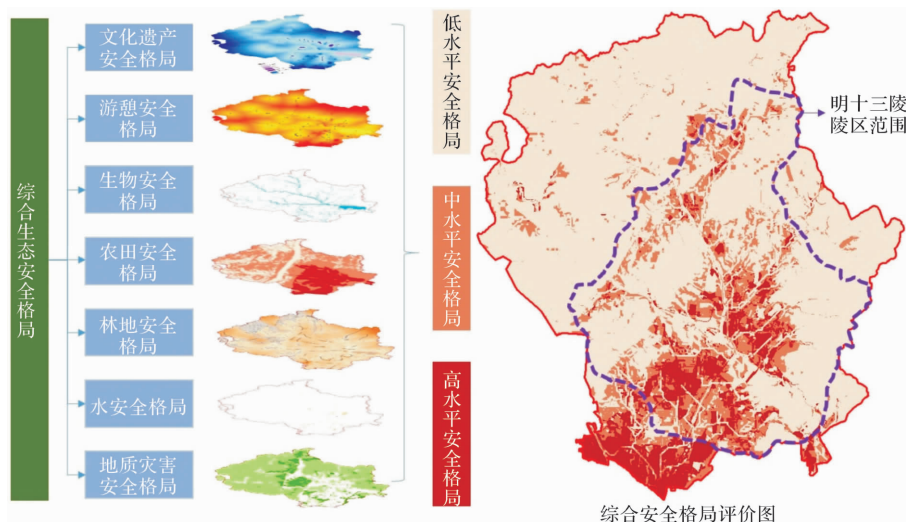 综合生态安全格局
文化遗产
安全格局
游憩安全
格局
生物安全
格局
农田安全
格局
林地安全
格局
水安全格局
地质灾害
安全格局
低水平安全格局
中水平安全格局
高水平安全格局
明十三陵
陵区范围
综合安全格局评价图